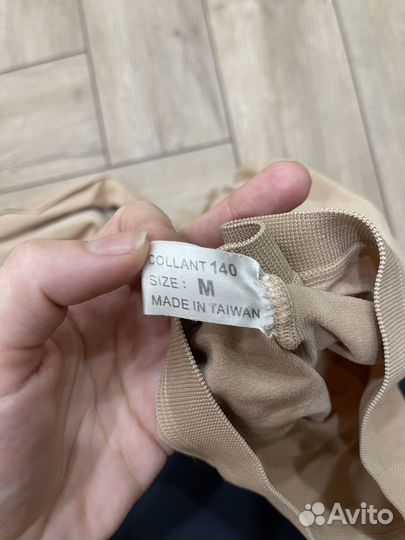 COLLANT 140
SIZE : M
MADE IN TAIWAN
Avito